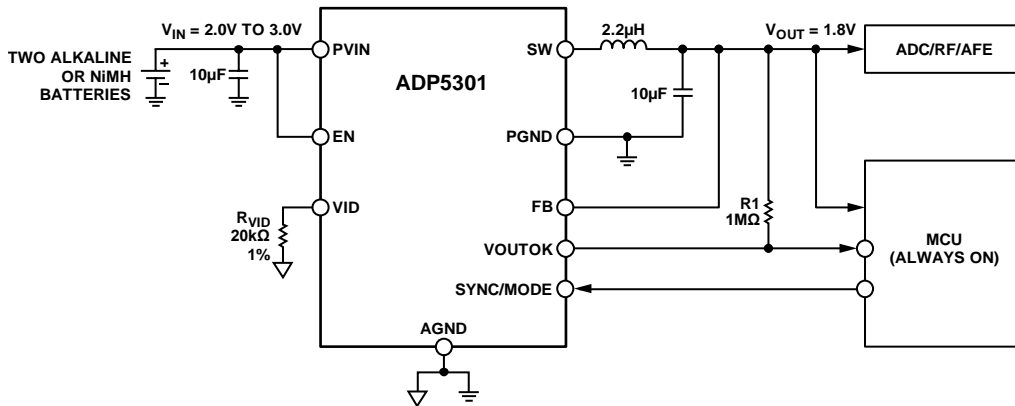 V_IN = 2.0V TO 3.0V
TWO ALKALINE
OR NiMH
BATTERIES
+
−
10µF
PVIN
EN
VID
R_VID
20kΩ
1%
ADP5301
AGND
SW
PGND
FB
VOUTOK
SYNC/MODE
2.2µH
10µF
R1
1MΩ
V_OUT = 1.8V
ADC/RF/AFE
MCU
(ALWAYS ON)